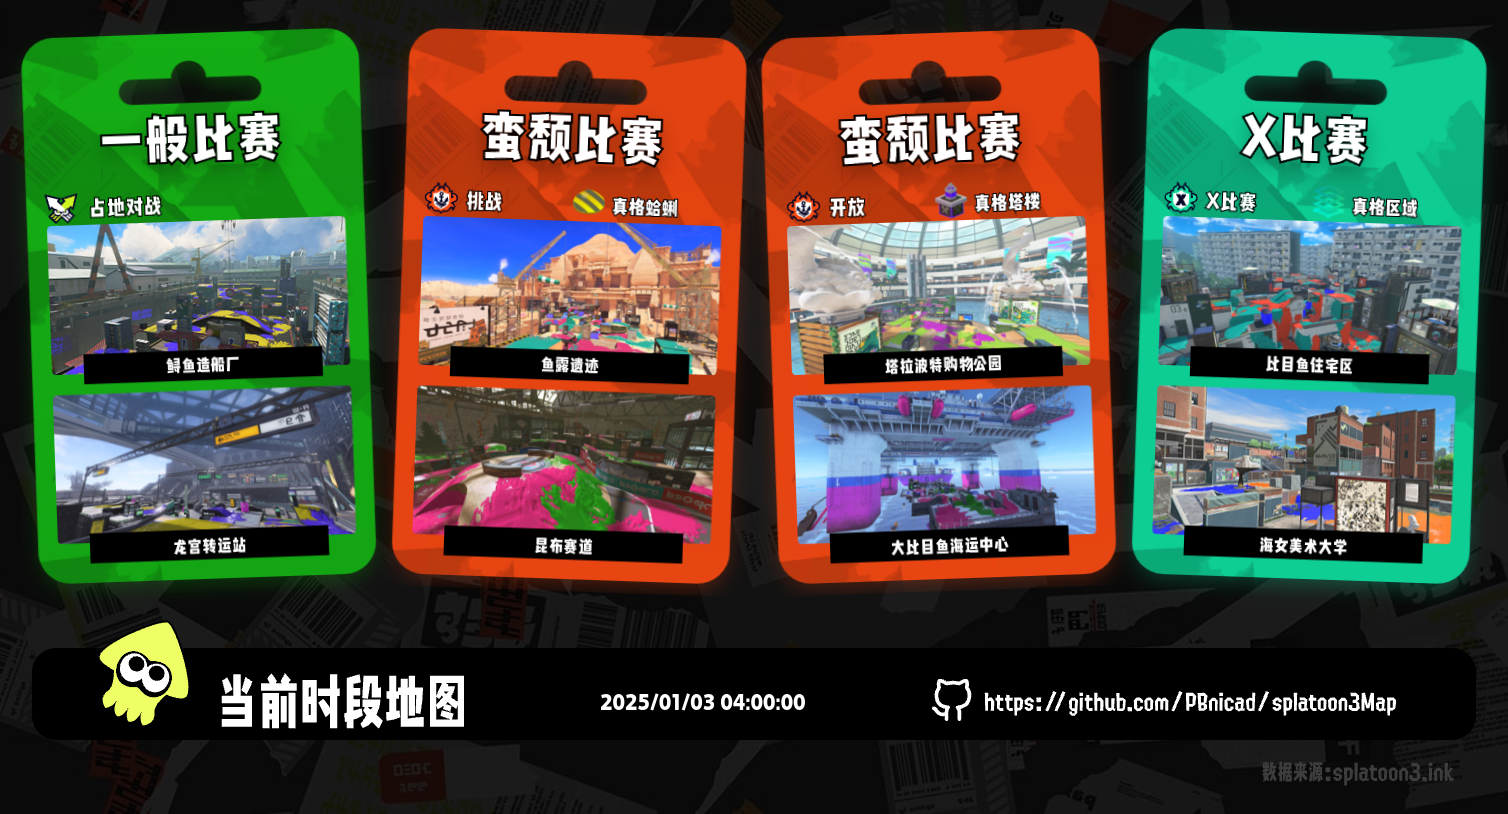 一般比赛
占地对战
鲟鱼造船厂
龙宫转运站
蛮颓比赛
挑战
真格蛤蜊
鱼露遗迹
昆布赛道
蛮颓比赛
开放
真格塔楼
塔拉波特购物公园
大比目鱼海运中心
X比赛
X比赛
真格区域
比目鱼住宅区
海女美术大学
当前时段地图
2025/01/03 04:00:00
https://github.com/PBnicad/splatoon3Map
数据来源:splatoon3.ink